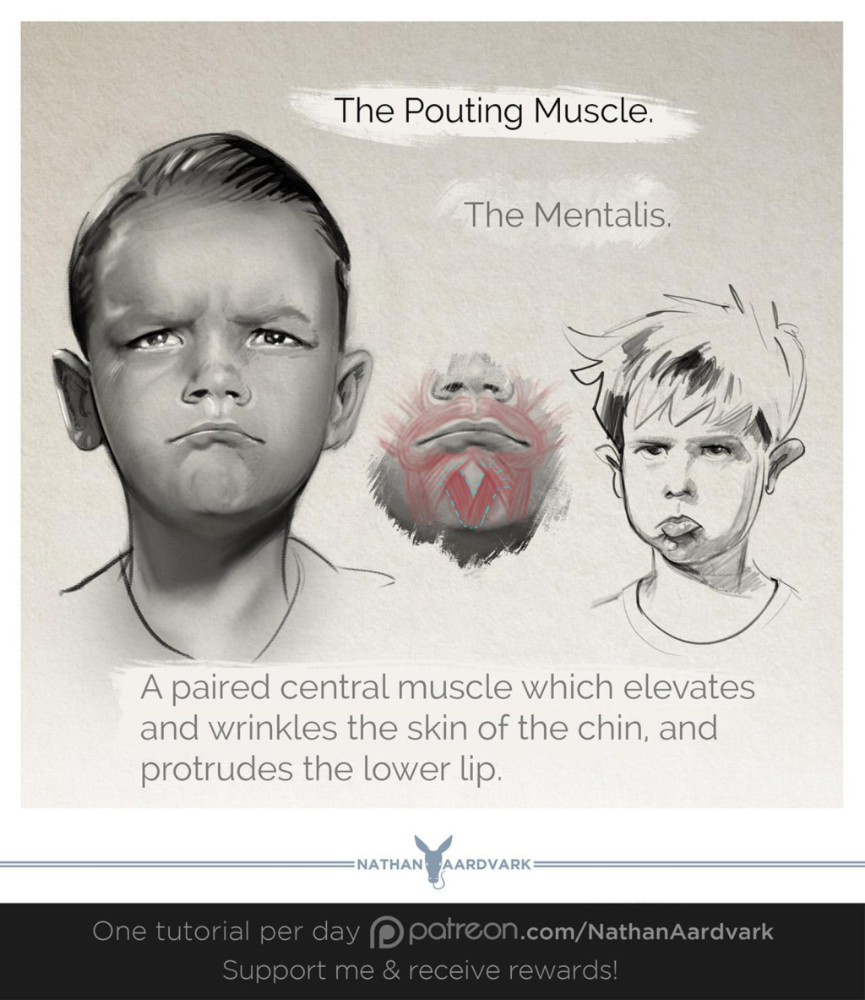 The Pouting Muscle.
The Mentalis.
A paired central muscle which elevates
and wrinkles the skin of the chin, and
protrudes the lower lip.
NATHAN AARDVARK
One tutorial per day patreon.com/NathanAardvark
Support me & receive rewards!